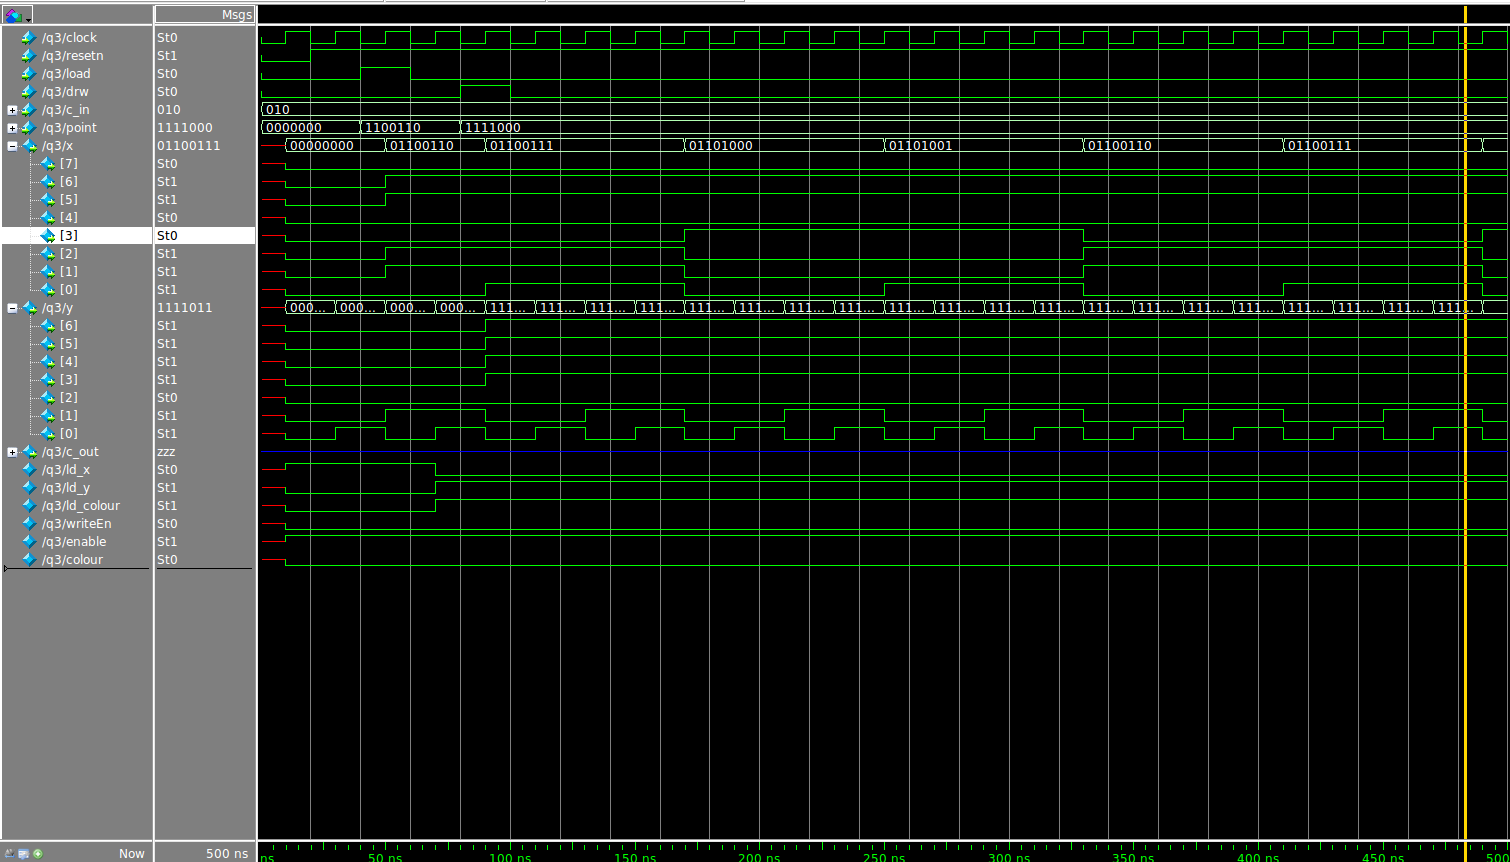 Msgs
/q3/clock St0
/q3/resetn St1
/q3/load St0
/q3/drw St0
/q3/c_in 010 010
/q3/point 1111000 0000000 1100110 1111000
/q3/x 01100111 00000000 01100110 01100111 01101000 01101001 01100110 01100111
[7] St0
[6] St1
[5] St1
[4] St0
[3] St0
[2] St1
[1] St1
[0] St1
/q3/y 1111011 000... 000... 000... 000... 111... 111... 111... 111... 111... 111... 111... 111... 111... 111... 111... 111... 111... 111... 111... 111... 111... 111... 111... 111...
[6] St1
[5] St1
[4] St1
[3] St1
[2] St0
[1] St1
[0] St1
/q3/c_out zzz
/q3/ld_x St0
/q3/ld_y St1
/q3/ld_colour St1
/q3/writeEn St0
/q3/enable St1
/q3/colour St0
Now 500 ns ns 50 ns 100 ns 150 ns 200 ns 250 ns 300 ns 350 ns 400 ns 450 ns 500